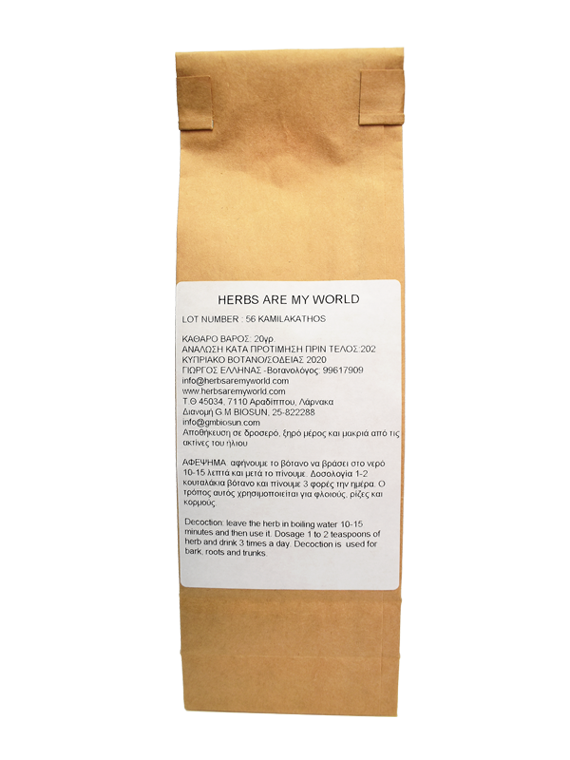 HERBS ARE MY WORLD
LOT NUMBER : 56 KAMILAKATHOS
ΚΑΘΑΡΟ ΒΑΡΟΣ: 20γρ.
ΑΝΑΛΩΣΗ ΚΑΤΑ ΠΡΟΤΙΜΗΣΗ ΠΡΙΝ ΤΕΛΟΣ:202
ΚΥΠΡΙΑΚΟ ΒΟΤΑΝΟ/ΣΟΔΕΙΑΣ 2020
ΓΙΩΡΓΟΣ ΕΛΛΗΝΑΣ -Βοτανολόγος: 99617909
info@herbsaremyworld.com
www.herbsaremyworld.com
Τ.Θ 45034, 7110 Αραδίππου, Λάρνακα
Διανομή G.M BIOSUN, 25-822288
info@gmbiosun.com
Αποθήκευση σε δροσερό, ξηρό μέρος και μακριά από τις
ακτίνες του ήλιου
ΑΦΕΨΗΜΑ: αφήνουμε το βότανο να βράσει στο νερό
10-15 λεπτά και μετά το πίνουμε. Δοσολογία 1-2
κουταλάκια βότανο και πίνουμε 3 φορές την ημέρα. Ο
τρόπος αυτός χρησιμοποιείται για φλοιούς, ρίζες και
κορμούς.
Decoction: leave the herb in boiling water 10-15
minutes and then use it. Dosage 1 to 2 teaspoons of
herb and drink 3 times a day. Decoction is used for
bark, roots and trunks.